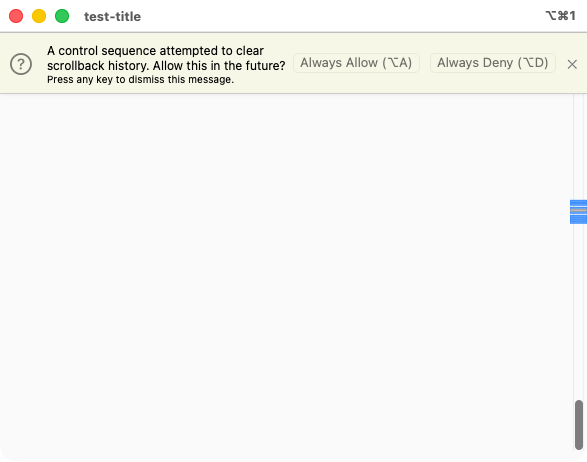 test-title
⌥⌘1
A control sequence attempted to clear
scrollback history. Allow this in the future?
Press any key to dismiss this message.
Always Allow (⌥A)
Always Deny (⌥D)